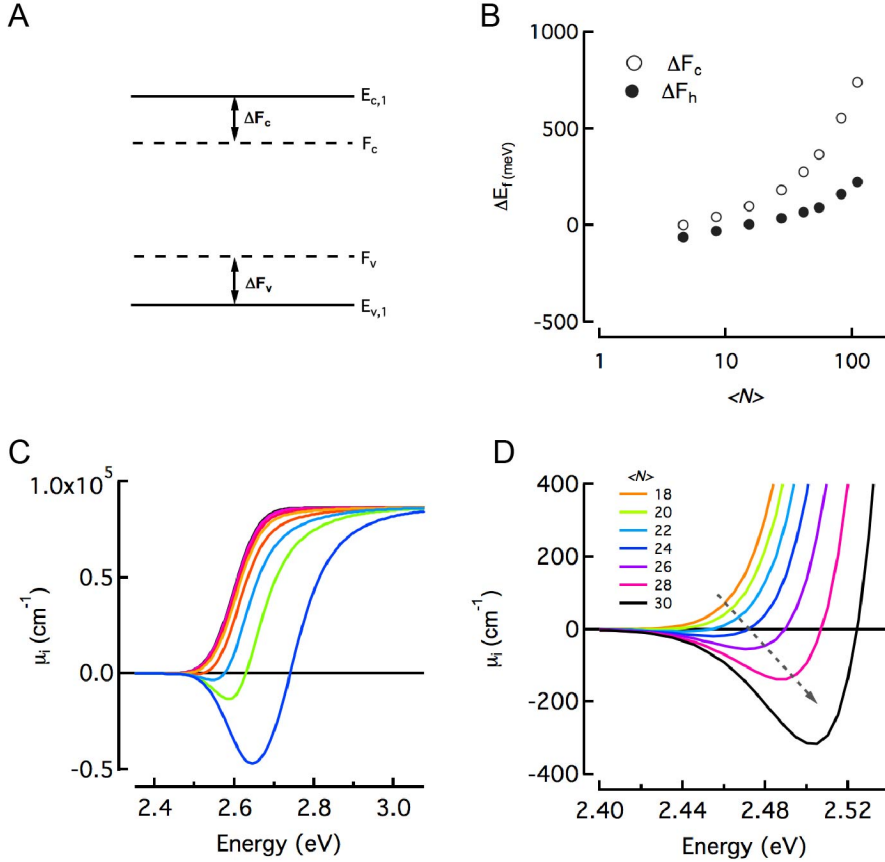 A
E_{c,1}
ΔF_c
F_c
F_v
ΔF_v
E_{v,1}
B
1000
500
0
-500
ΔE_{f (meV)}
ΔF_c
ΔF_h
1 10 100
<N>
C
1.0x10^5
0.5
0.0
-0.5
μ_i (cm^{-1})
2.4 2.6 2.8 3.0
Energy (eV)
D
400
200
0
-200
-400
μ_i (cm^{-1})
<N>
18
20
22
24
26
28
30
2.40 2.44 2.48 2.52
Energy (eV)